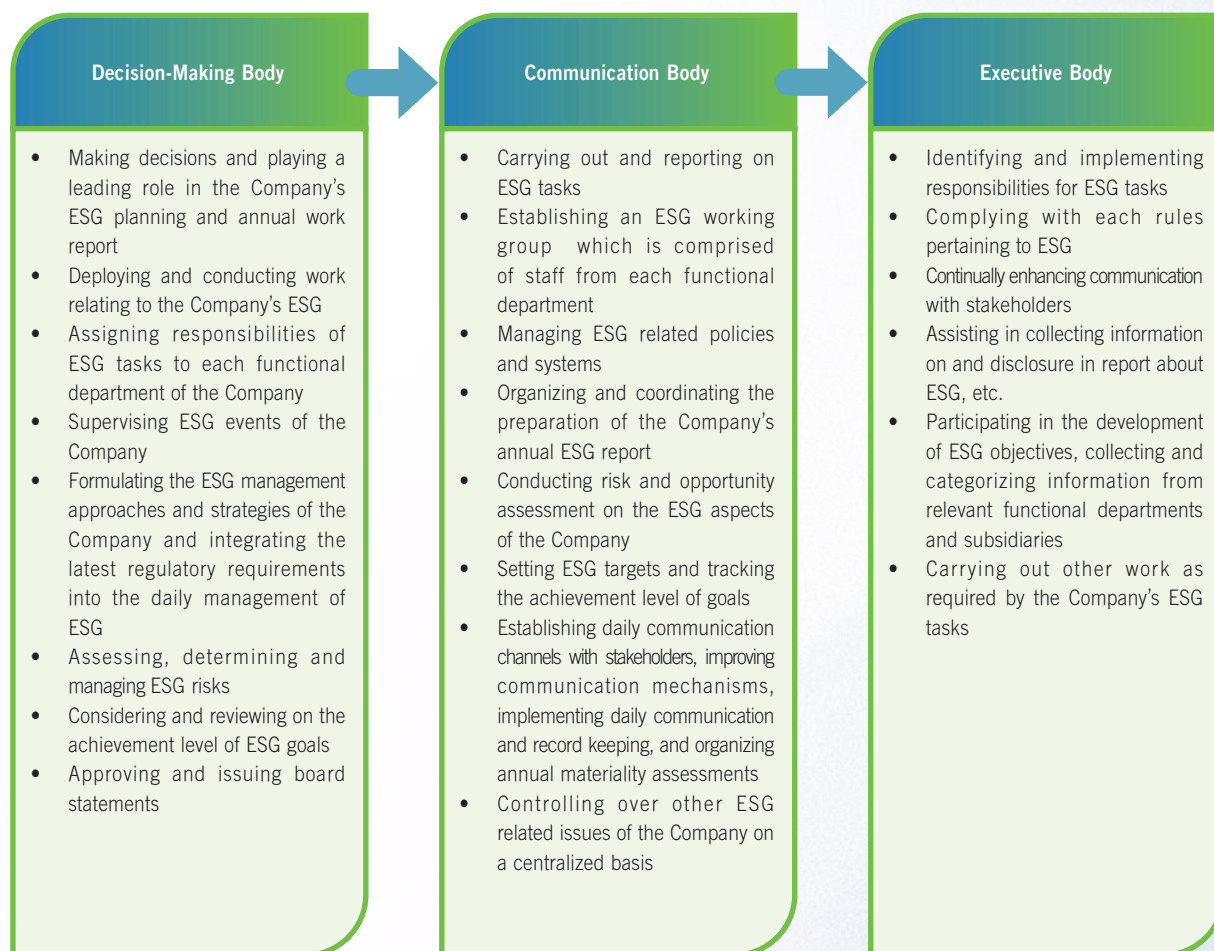 Decision-Making Body
• Making decisions and playing a
leading role in the Company's
ESG planning and annual work
report
• Deploying and conducting work
relating to the Company's ESG
• Assigning responsibilities of
ESG tasks to each functional
department of the Company
• Supervising ESG events of the
Company
• Formulating the ESG management
approaches and strategies of the
Company and integrating the
latest regulatory requirements
into the daily management of
ESG
• Assessing, determining and
managing ESG risks
• Considering and reviewing on the
achievement level of ESG goals
• Approving and issuing board
statements
Communication Body
• Carrying out and reporting on
ESG tasks
• Establishing an ESG working
group which is comprised
of staff from each functional
department
• Managing ESG related policies
and systems
• Organizing and coordinating the
preparation of the Company's
annual ESG report
• Conducting risk and opportunity
assessment on the ESG aspects
of the Company
• Setting ESG targets and tracking
the achievement level of goals
• Establishing daily communication
channels with stakeholders, improving
communication mechanisms,
implementing daily communication
and record keeping, and organizing
annual materiality assessments
• Controlling over other ESG
related issues of the Company on
a centralized basis
Executive Body
• Identifying and implementing
responsibilities for ESG tasks
• Complying with each rules
pertaining to ESG
• Continually enhancing communication
with stakeholders
• Assisting in collecting information
on and disclosure in report about
ESG, etc.
• Participating in the development
of ESG objectives, collecting and
categorizing information from
relevant functional departments
and subsidiaries
• Carrying out other work as
required by the Company's ESG
tasks